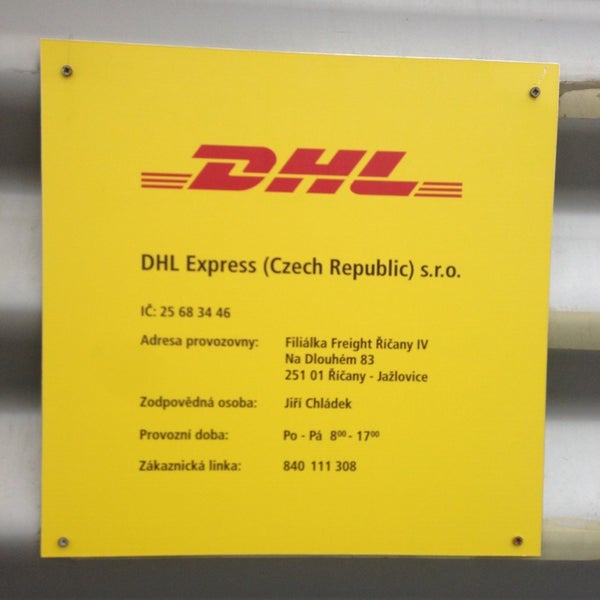 DHL
DHL Express (Czech Republic) s.r.o.
IČ: 25 68 34 46
Adresa provozovny: Filiálka Freight Říčany IV
Na Dlouhém 83
251 01 Říčany - Jažlovice
Zodpovědná osoba: Jiří Chládek
Provozní doba: Po - Pá 8⁰⁰ - 17⁰⁰
Zákaznická linka: 840 111 308